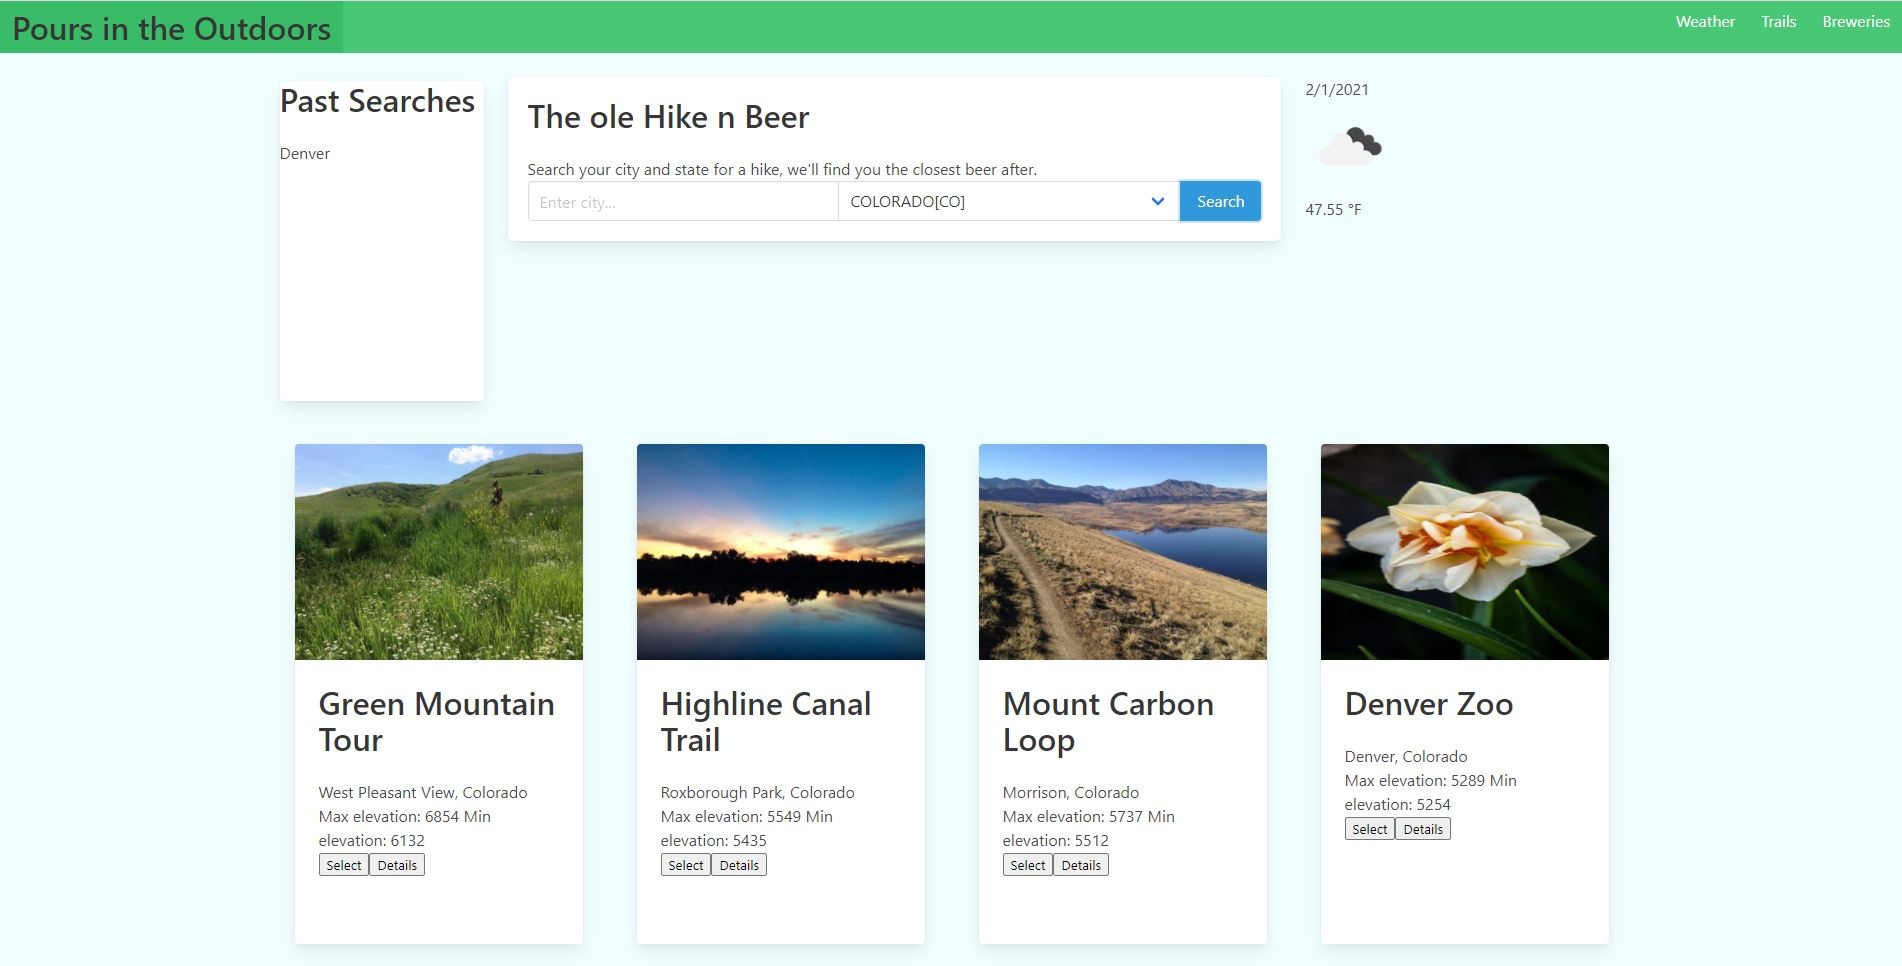 Pours in the Outdoors
Weather
Trails
Breweries
Past Searches
Denver
The ole Hike n Beer
Search your city and state for a hike, we'll find you the closest beer after.
Enter city...
COLORADO[CO]
Search
2/1/2021
47.55 °F
Green Mountain
Tour
West Pleasant View, Colorado
Max elevation: 6854 Min
elevation: 6132
Select Details
Highline Canal
Trail
Roxborough Park, Colorado
Max elevation: 5549 Min
elevation: 5435
Select Details
Mount Carbon
Loop
Morrison, Colorado
Max elevation: 5737 Min
elevation: 5512
Select Details
Denver Zoo
Denver, Colorado
Max elevation: 5289 Min
elevation: 5254
Select Details